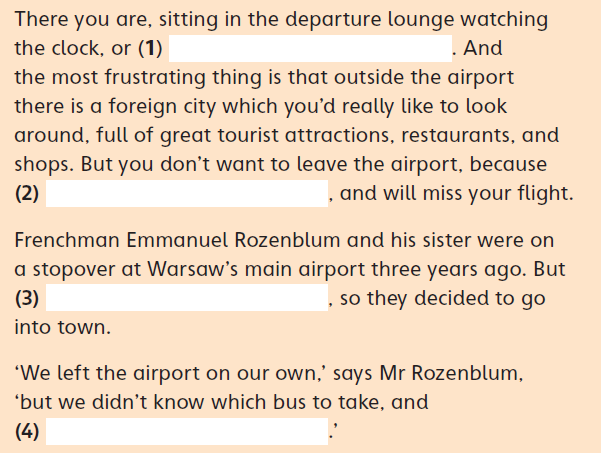 There you are, sitting in the departure lounge watching
the clock, or (1) . And
the most frustrating thing is that outside the airport
there is a foreign city which you’d really like to look
around, full of great tourist attractions, restaurants, and
shops. But you don’t want to leave the airport, because
(2) , and will miss your flight.
Frenchman Emmanuel Rozenblum and his sister were on
a stopover at Warsaw’s main airport three years ago. But
(3) , so they decided to go
into town.
‘We left the airport on our own,’ says Mr Rozenblum,
‘but we didn’t know which bus to take, and
(4) .’